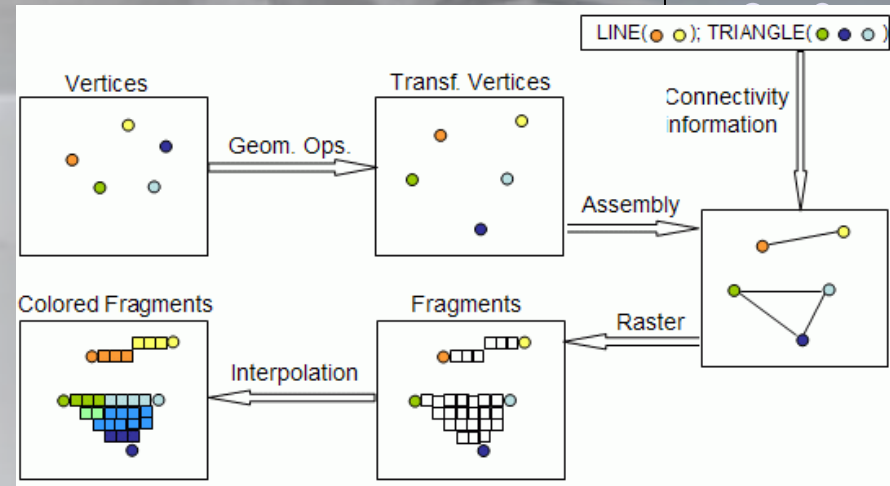 LINE( ); TRIANGLE( )
Vertices
Transf. Vertices
Connectivity
information
Geom. Ops.
Assembly
Colored Fragments
Fragments
Raster
Interpolation